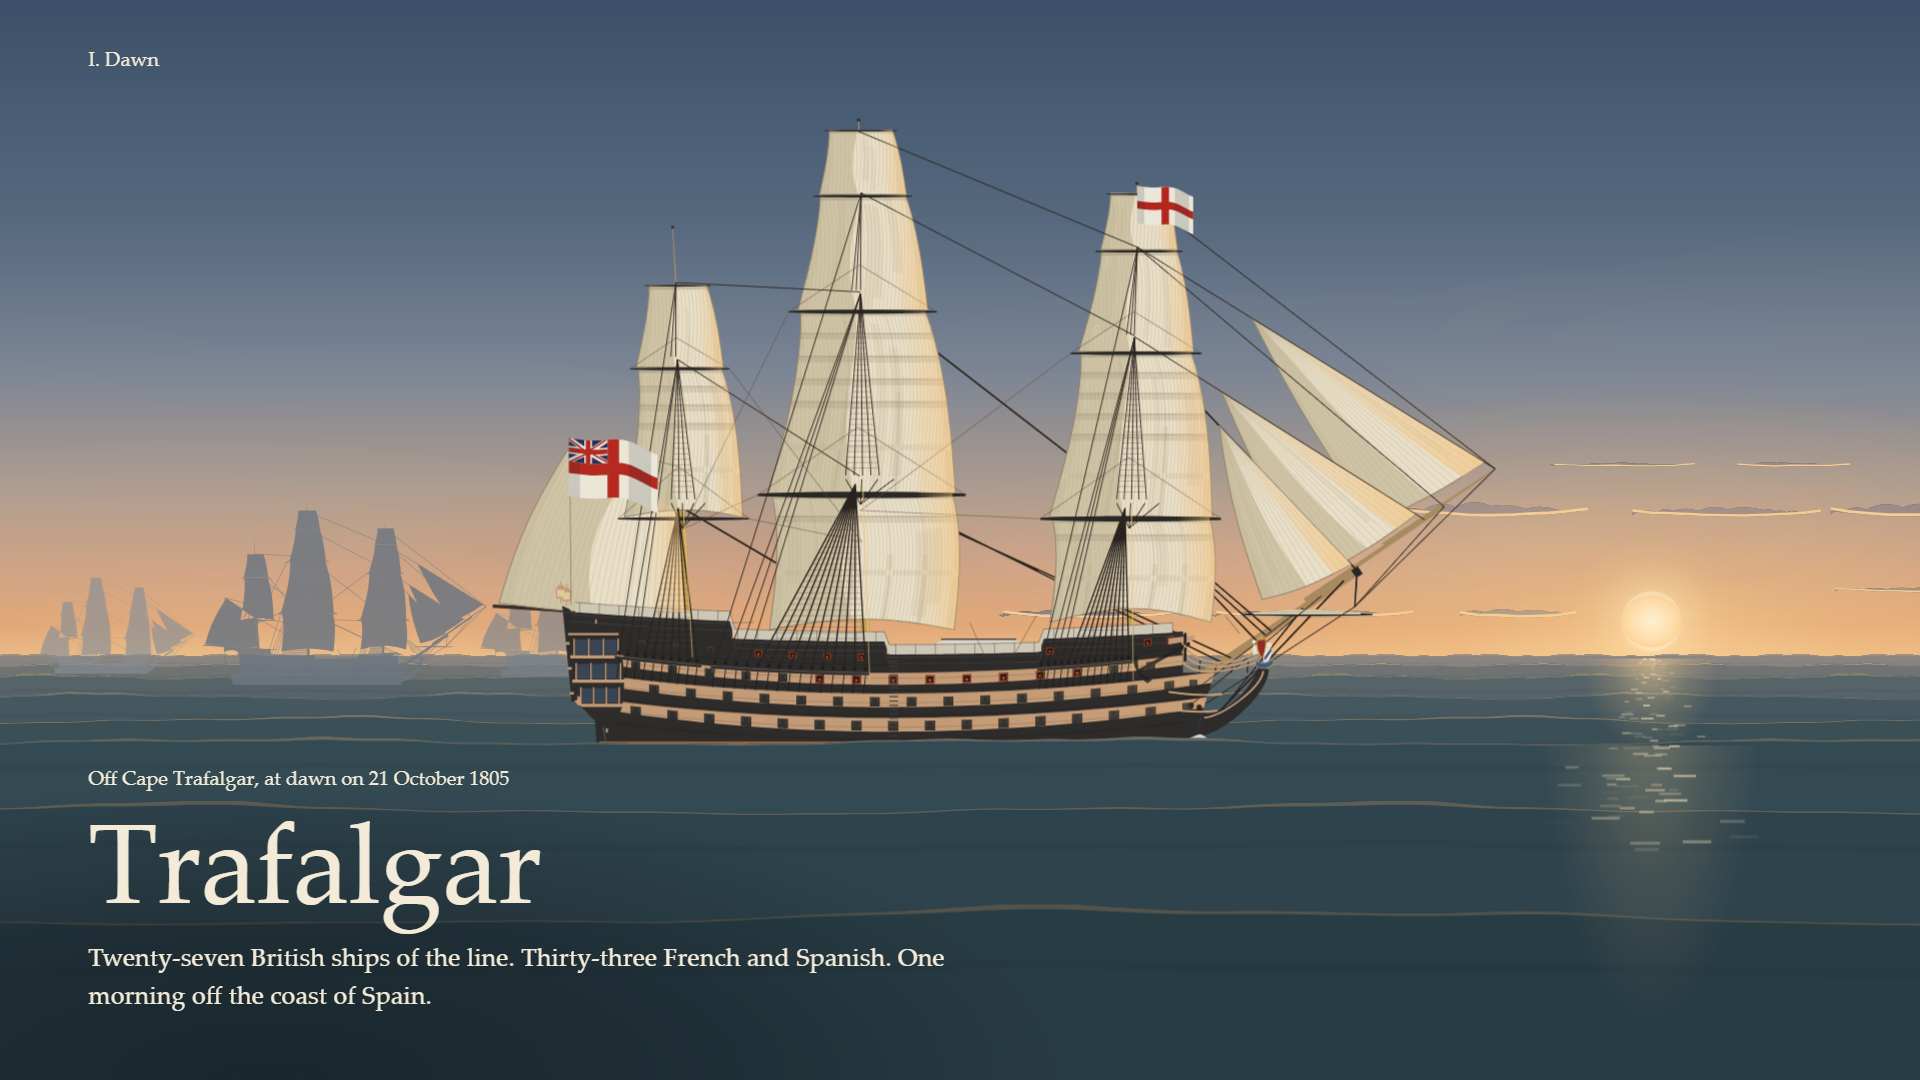 I. Dawn
Off Cape Trafalgar, at dawn on 21 October 1805
Trafalgar
Twenty-seven British ships of the line. Thirty-three French and Spanish. One
morning off the coast of Spain.